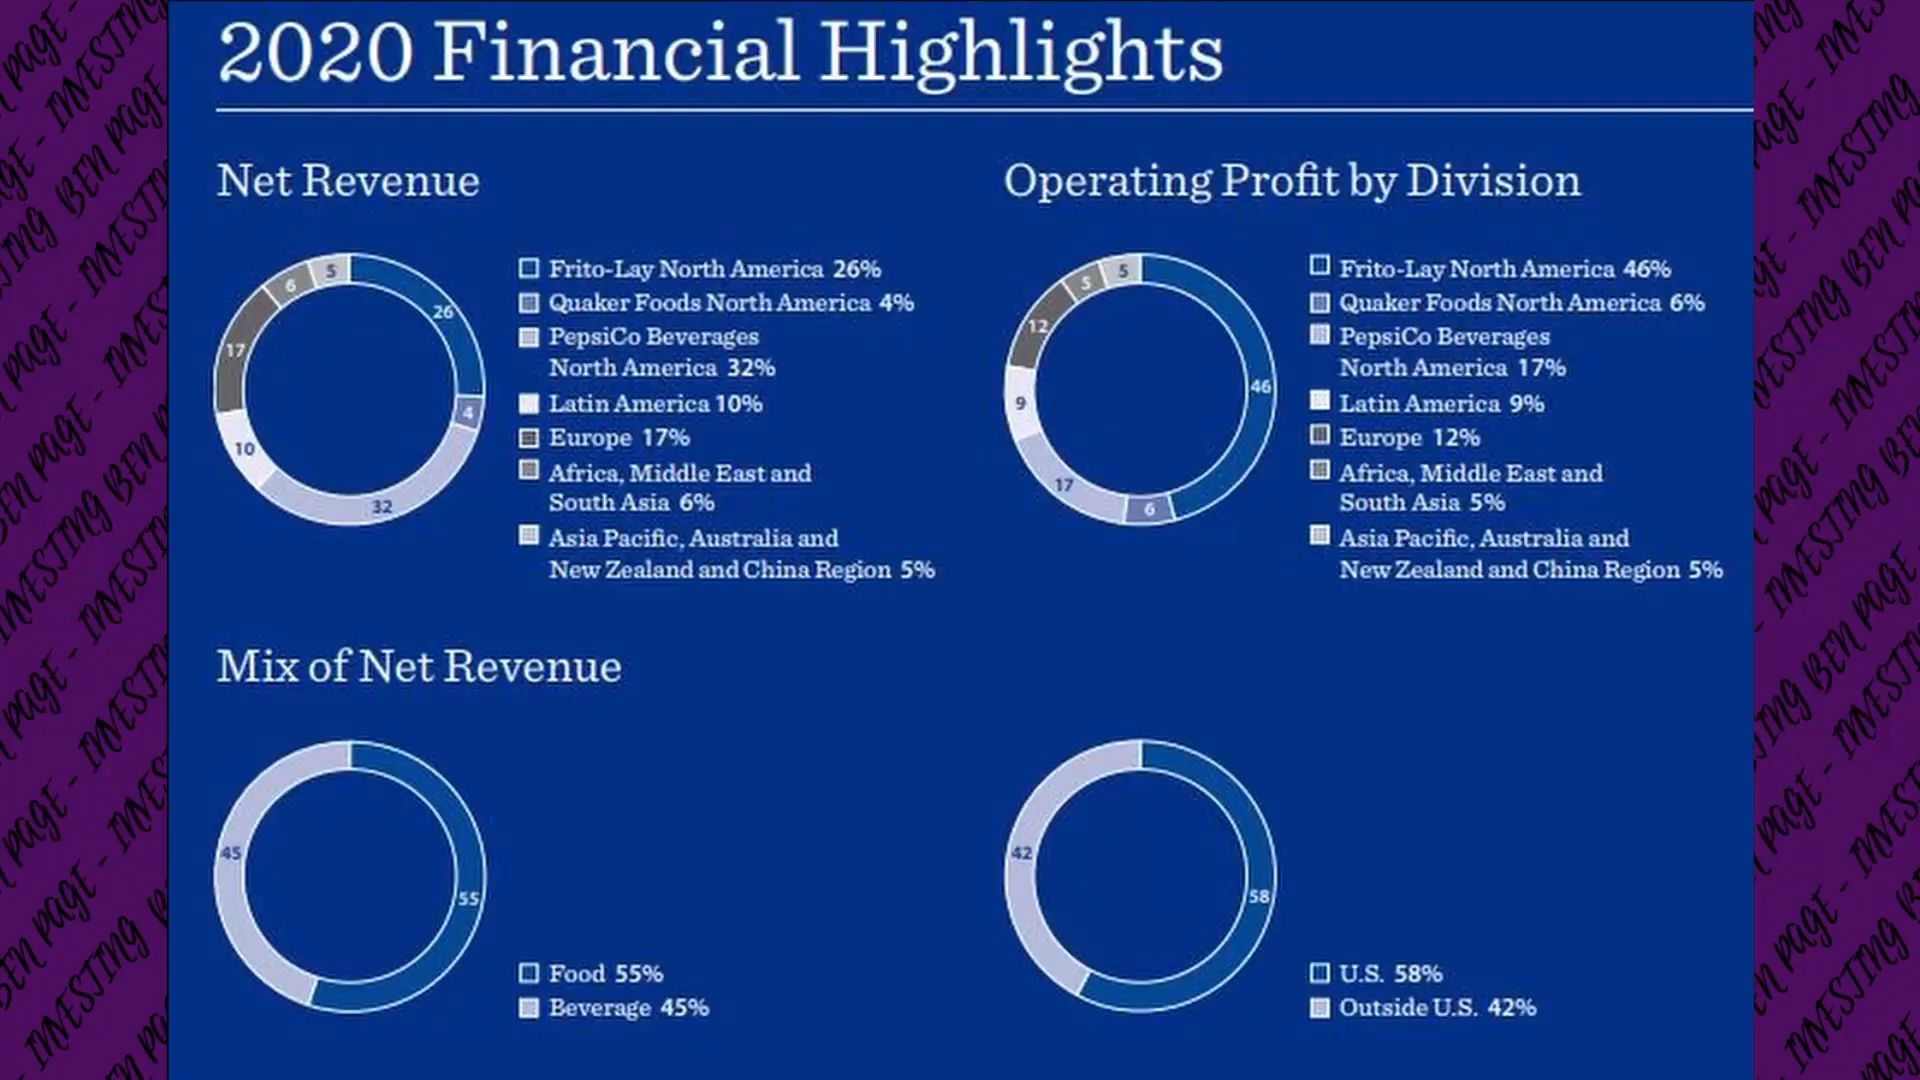 2020 Financial Highlights
Net Revenue
5
6
26
17
4
10
32
Frito-Lay North America 26%
Quaker Foods North America 4%
PepsiCo Beverages
North America 32%
Latin America 10%
Europe 17%
Africa, Middle East and
South Asia 6%
Asia Pacific, Australia and
New Zealand and China Region 5%
Operating Profit by Division
5
5
12
46
9
17
6
Frito-Lay North America 46%
Quaker Foods North America 6%
PepsiCo Beverages
North America 17%
Latin America 9%
Europe 12%
Africa, Middle East and
South Asia 5%
Asia Pacific, Australia and
New Zealand and China Region 5%
Mix of Net Revenue
45
55
Food 55%
Beverage 45%
42
58
U.S. 58%
Outside U.S. 42%
BEN PAGE - INVESTING